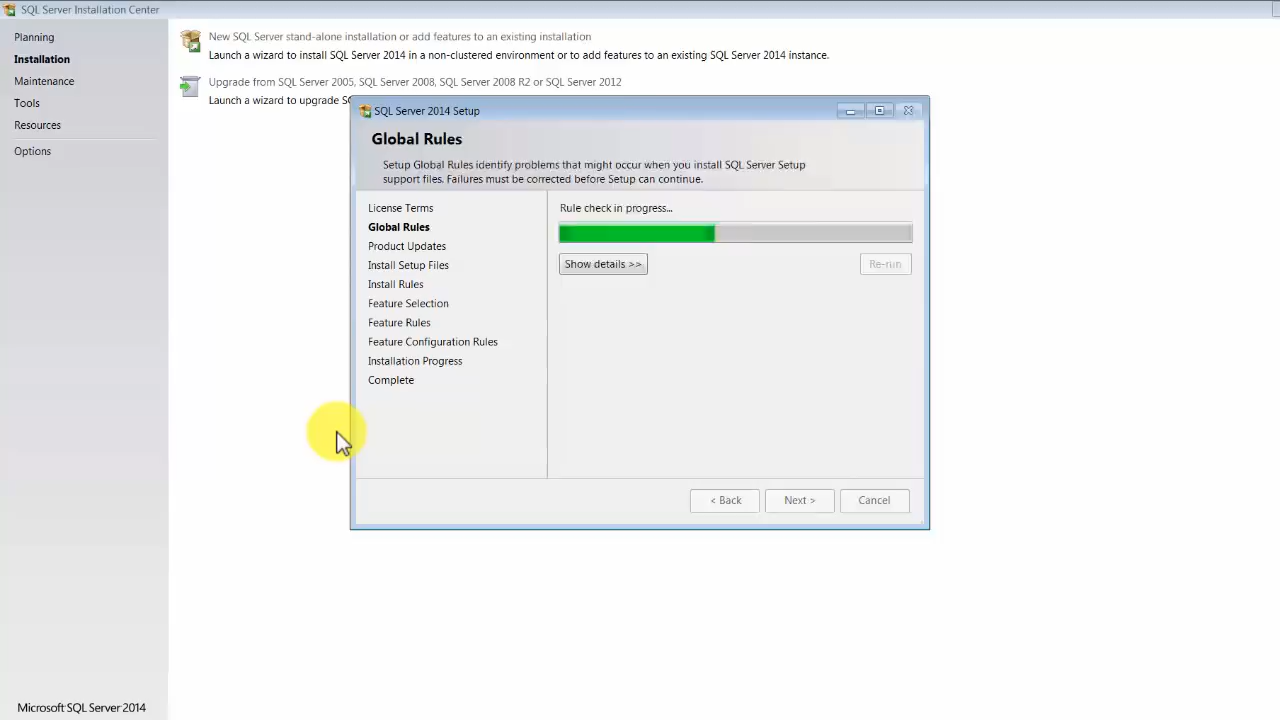 SQL Server Installation Center
Planning
Installation
Maintenance
Tools
Resources
Options
New SQL Server stand-alone installation or add features to an existing installation
Launch a wizard to install SQL Server 2014 in a non-clustered environment or to add features to an existing SQL Server 2014 instance.
Upgrade from SQL Server 2005, SQL Server 2008, SQL Server 2008 R2 or SQL Server 2012
Launch a wizard to upgrade
SQL Server 2014 Setup
Global Rules
Setup Global Rules identify problems that might occur when you install SQL Server Setup
support files. Failures must be corrected before Setup can continue.
License Terms
Global Rules
Product Updates
Install Setup Files
Install Rules
Feature Selection
Feature Rules
Feature Configuration Rules
Installation Progress
Complete
Rule check in progress...
Show details >>
Re-run
< Back
Next >
Cancel
Microsoft SQL Server 2014